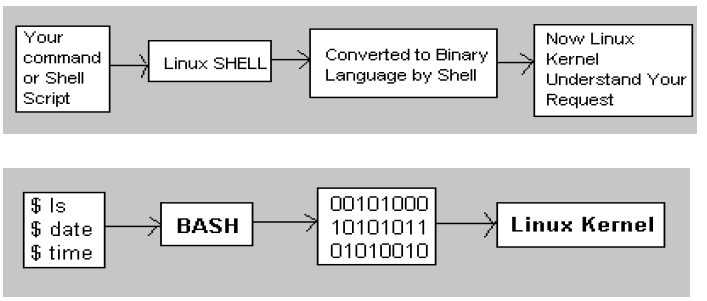 Your
command
or Shell
Script
Linux SHELL
Converted to Binary
Language by Shell
Now Linux
Kernel
Understand Your
Request
$ ls
$ date
$ time
BASH
00101000
10101011
01010010
Linux Kernel